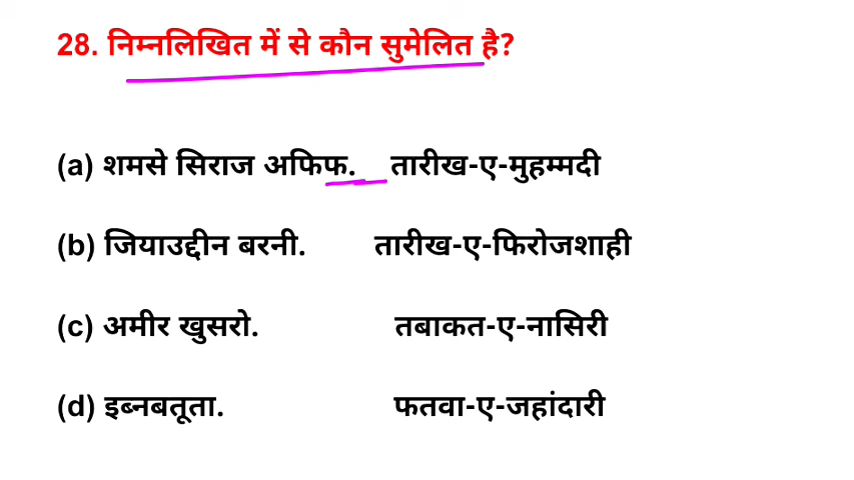 28. निम्नलिखित में से कौन सुमेलित है?
(a) शमसे सिराज अफिफ. तारीख-ए-मुहम्मदी
(b) जियाउद्दीन बरनी. तारीख-ए-फिरोजशाही
(c) अमीर खुसरो. तबाकत-ए-नासिरी
(d) इब्नबतूता. फतवा-ए-जहांदारी